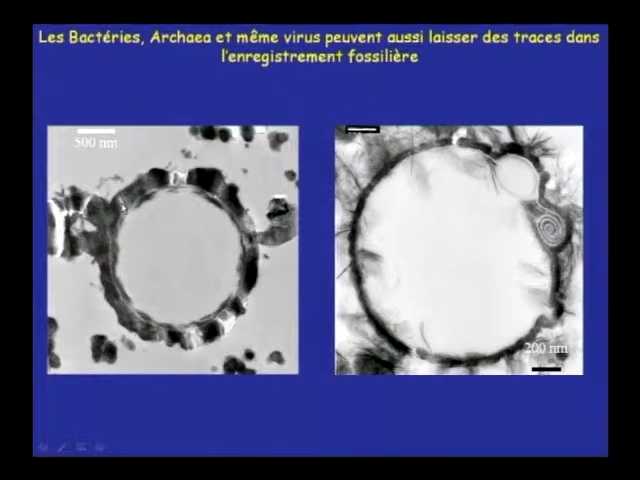 Les Bactéries, Archaea et même virus peuvent aussi laisser des traces dans
l'enregistrement fossilière
500 nm
200 nm